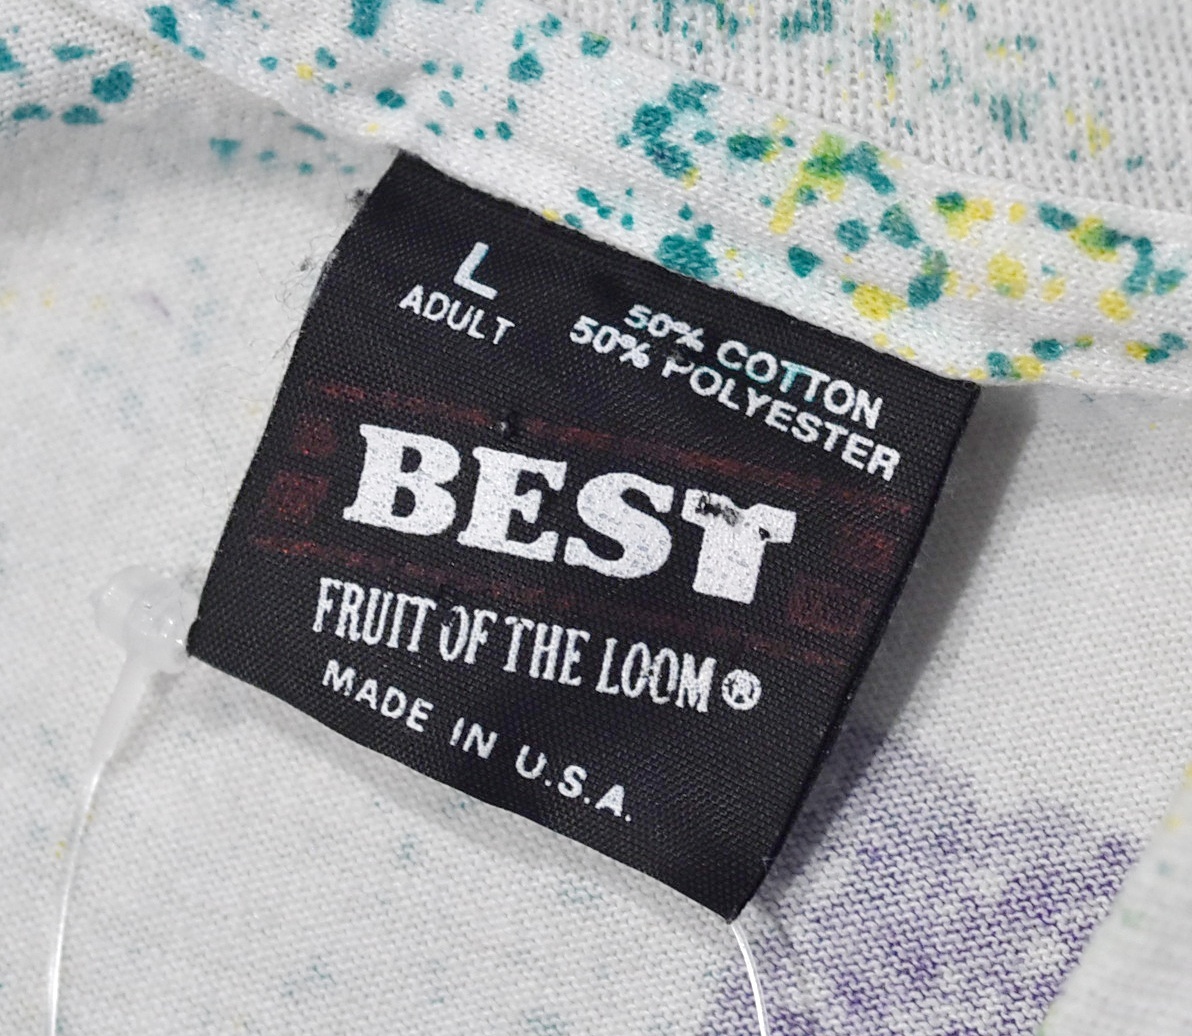 L
ADULT
50% COTTON
50% POLYESTER
BEST
FRUIT OF THE LOOM®
MADE IN U.S.A.